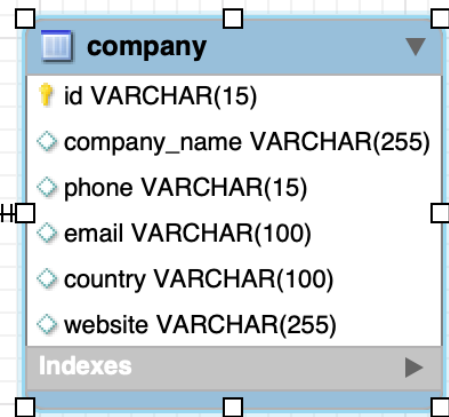 company
id VARCHAR(15)
company_name VARCHAR(255)
phone VARCHAR(15)
email VARCHAR(100)
country VARCHAR(100)
website VARCHAR(255)
Indexes